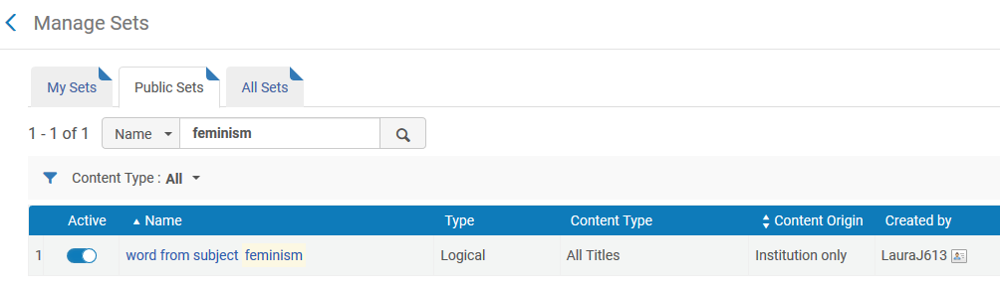 Manage Sets
My Sets Public Sets All Sets
1 - 1 of 1 Name feminism
Content Type : All
Active Name Type Content Type Content Origin Created by
1 word from subject feminism Logical All Titles Institution only LauraJ613